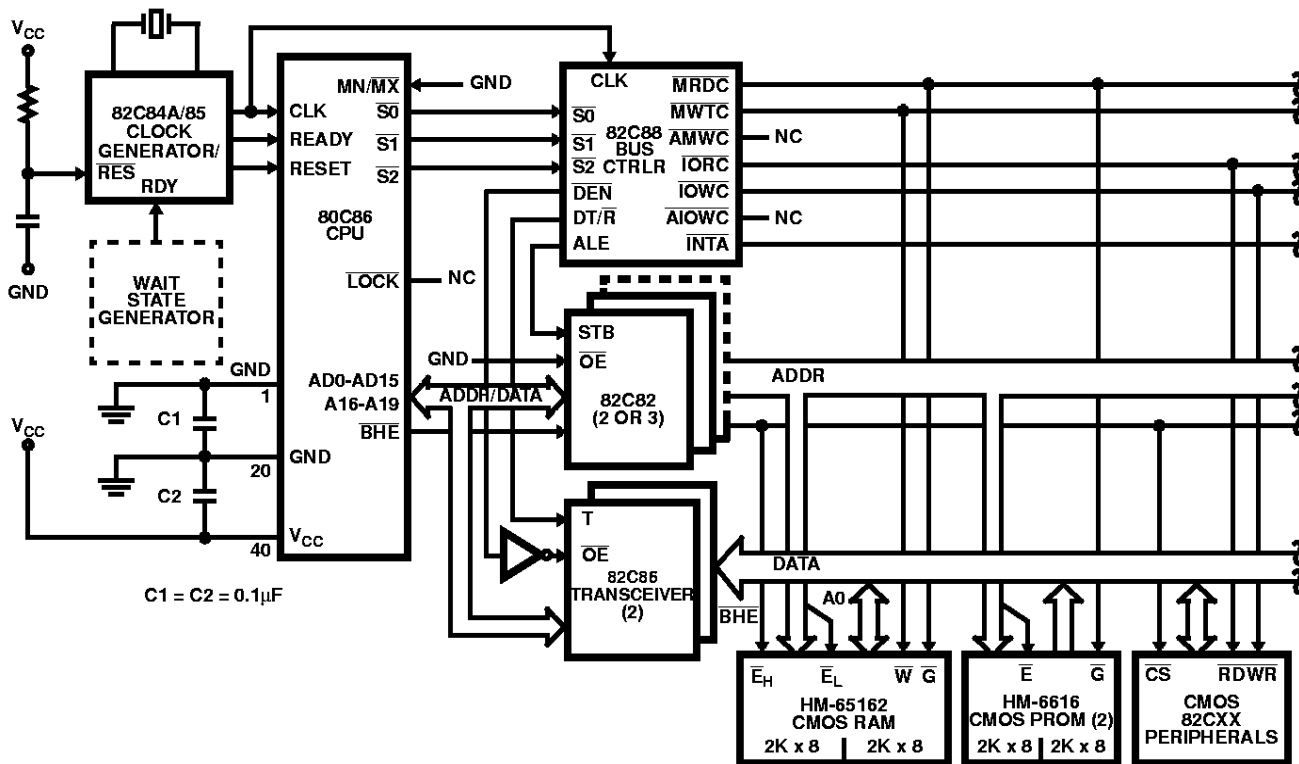 VCC
82C84A/85
CLOCK
GENERATOR/
RES
RDY
GND
WAIT
STATE
GENERATOR
CLK
READY
RESET
MN/MX
S0
S1
S2
80C86
CPU
LOCK
NC
GND
CLK
S0
S1
S2
DEN
DT/R
ALE
82C88
BUS
CTRLR
MRDC
MWTC
AMWC
IORC
IOWC
AIOWC
INTA
NC
NC
GND
1
C1
VCC
GND
20
C2
VCC
40
C1 = C2 = 0.1µF
AD0-AD15
A16-A19
BHE
ADDR/DATA
GND
STB
OE
82C82
(2 OR 3)
ADDR
T
OE
82C86
TRANSCEIVER
(2)
DATA
BHE
A0
EH
EL
W
G
HM-65162
CMOS RAM
2K x 8
2K x 8
E
G
HM-6616
CMOS PROM (2)
2K x 8
2K x 8
CS
RD
WR
CMOS
82CXX
PERIPHERALS